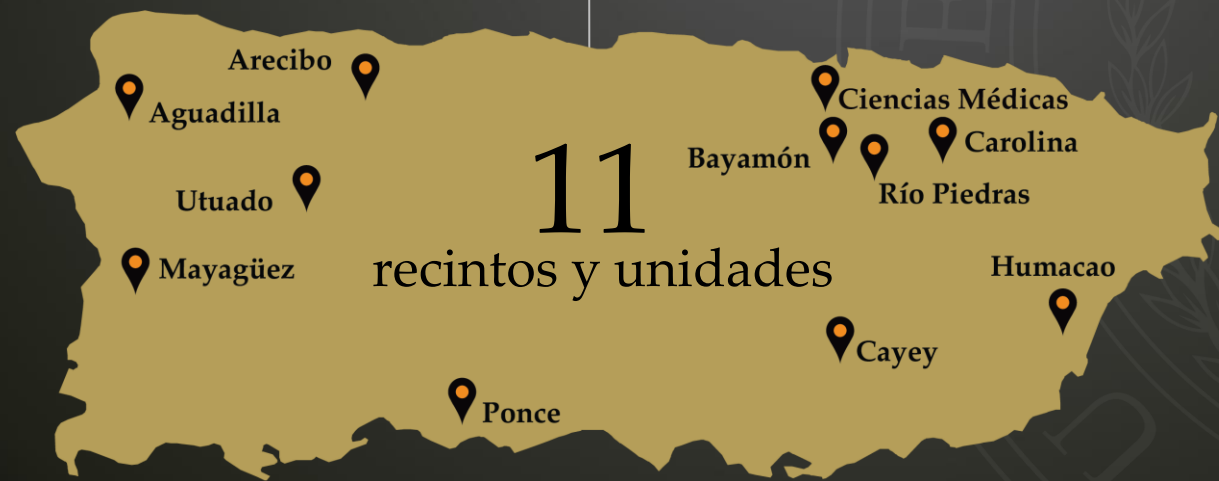 Arecibo
Aguadilla
Ciencias Médicas
Carolina
Bayamón
Río Piedras
11
Utuado
Mayagüez
recintos y unidades
Humacao
Cayey
Ponce